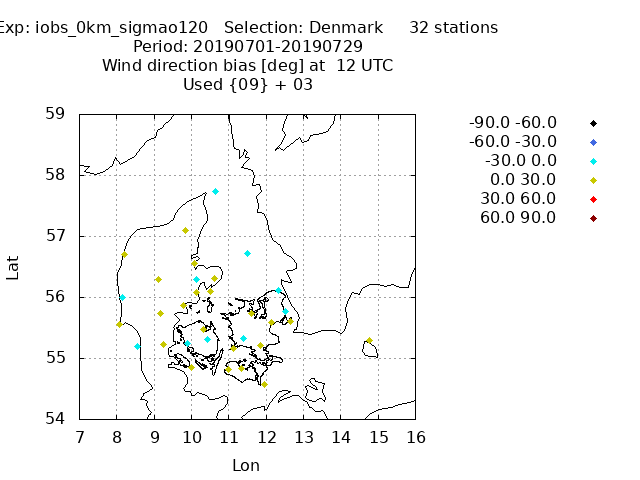 Exp: iobs_0km_sigmao120 Selection: Denmark 32 stations
Period: 20190701-20190729
Wind direction bias [deg] at 12 UTC
Used {09} + 03
-90.0 -60.0
-60.0 -30.0
-30.0 0.0
0.0 30.0
30.0 60.0
60.0 90.0
59
58
57
56
55
54
Lat
7 8 9 10 11 12 13 14 15 16
Lon